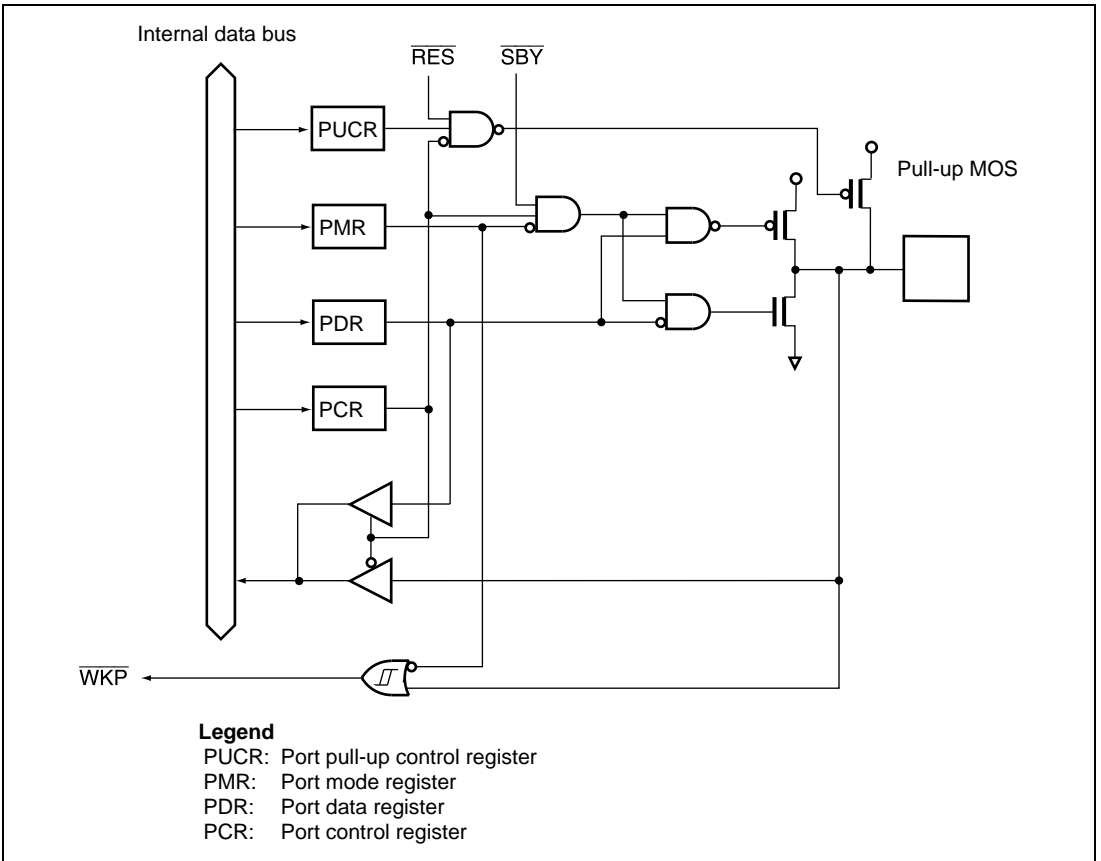 Internal data bus
RES
SBY
PUCR
Pull-up MOS
PMR
PDR
PCR
WKP
Legend
PUCR: Port pull-up control register
PMR: Port mode register
PDR: Port data register
PCR: Port control register